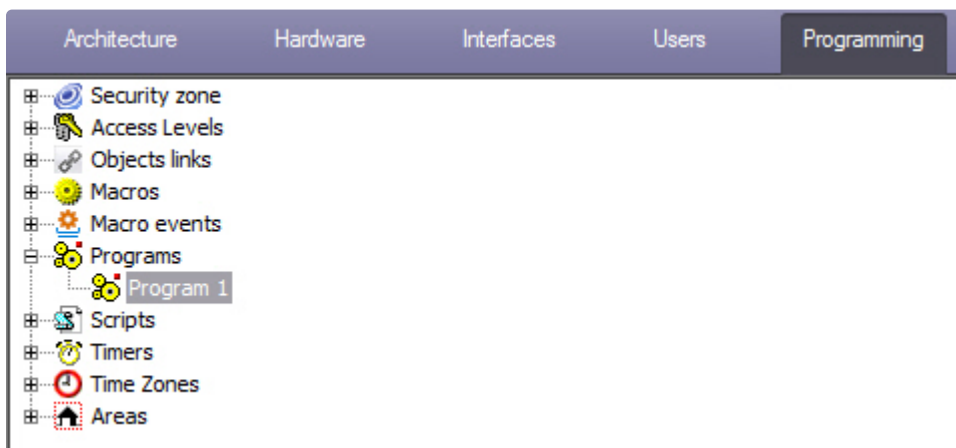 Architecture Hardware Interfaces Users Programming
Security zone
Access Levels
Objects links
Macros
Macro events
Programs
Program 1
Scripts
Timers
Time Zones
Areas